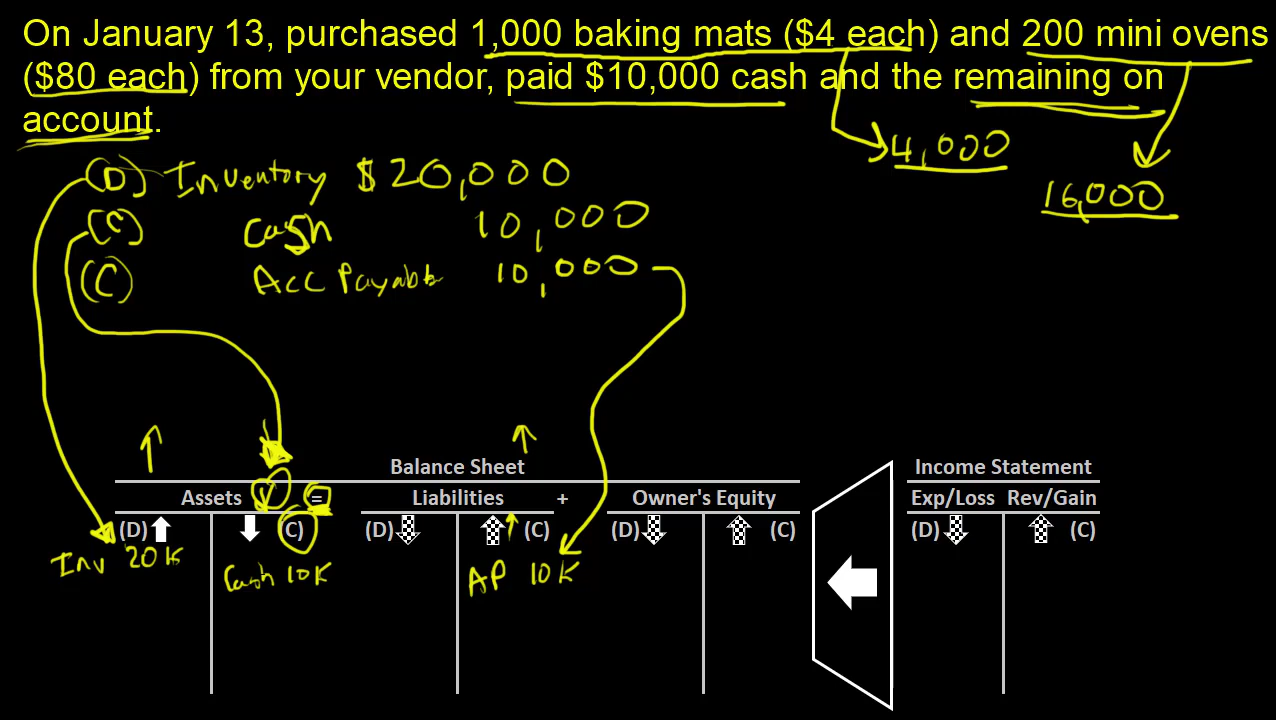 On January 13, purchased 1,000 baking mats ($4 each) and 200 mini ovens
($80 each) from your vendor, paid $10,000 cash and the remaining on
account.
4,000
16,000
(D) Inventory $20,000
(C) Cash 10,000
(C) Acc Payable 10,000
Balance Sheet
Income Statement
Assets = Liabilities + Owner's Equity
Exp/Loss Rev/Gain
(D) (C) (D) (C) (D) (C) (D) (C)
Inv 20K Cash 10K AP 10K